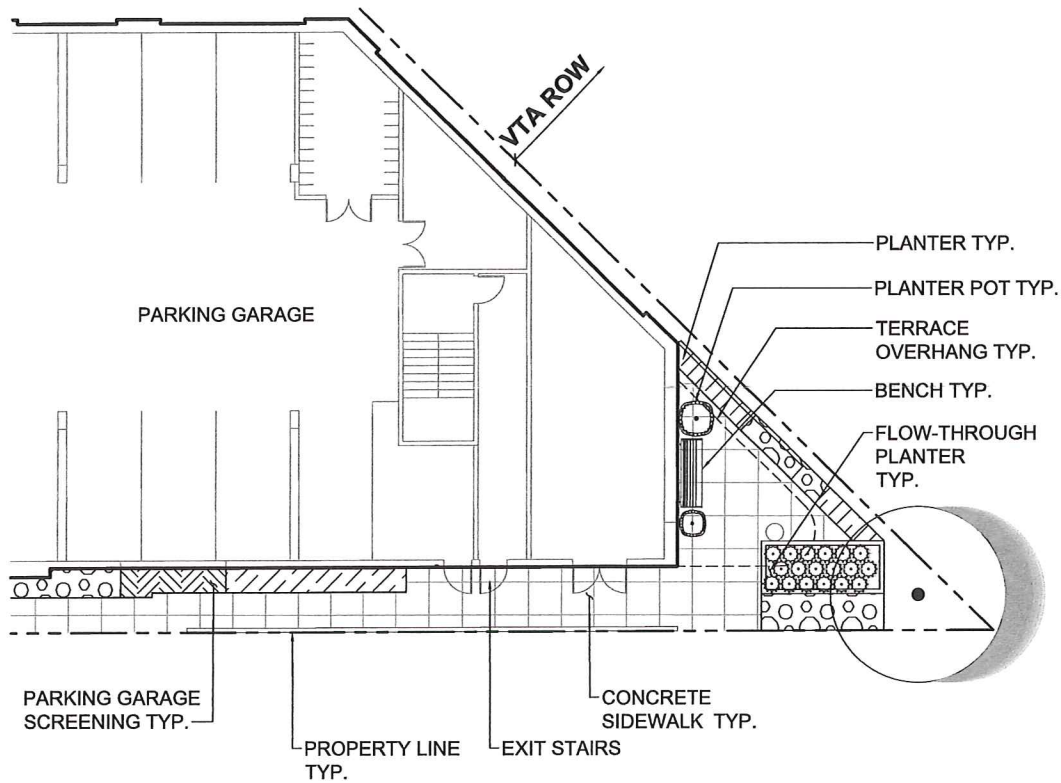 VTA ROW
PLANTER TYP.
PLANTER POT TYP.
TERRACE
OVERHANG TYP.
BENCH TYP.
FLOW-THROUGH
PLANTER
TYP.
PARKING GARAGE
PARKING GARAGE
SCREENING TYP.
PROPERTY LINE
TYP.
EXIT STAIRS
CONCRETE
SIDEWALK TYP.